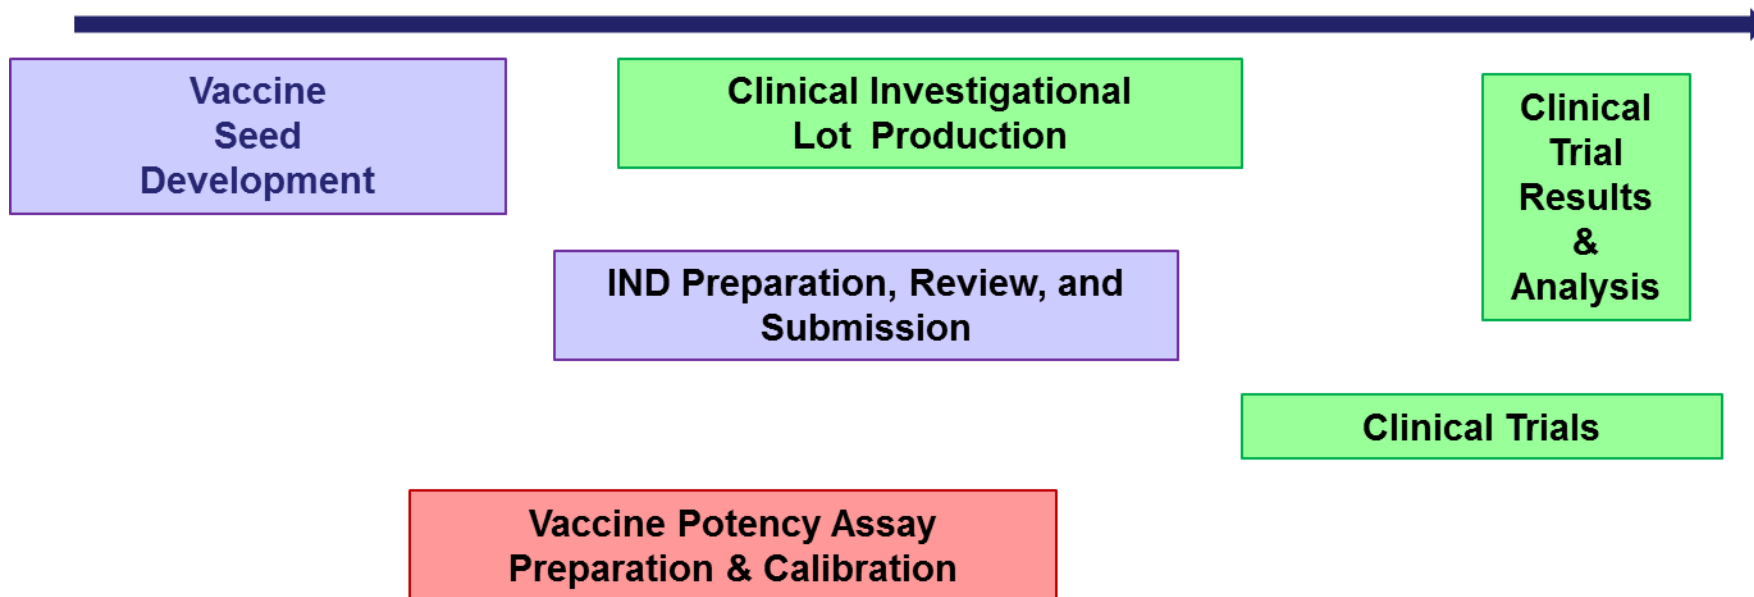 Vaccine
Seed
Development
Clinical Investigational
Lot Production
Clinical
Trial
Results
&
Analysis
IND Preparation, Review, and
Submission
Clinical Trials
Vaccine Potency Assay
Preparation & Calibration